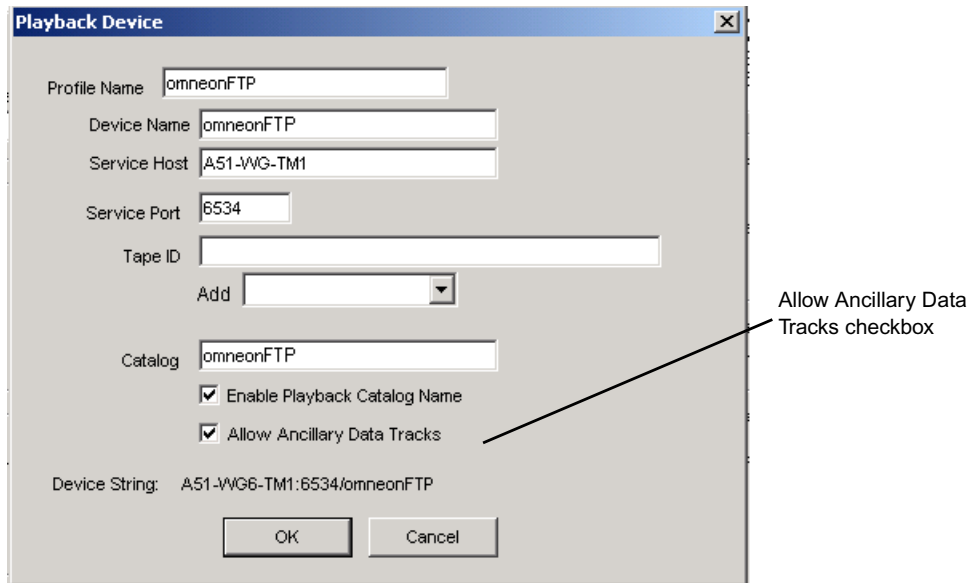 Playback Device
Profile Name omneonFTP
Device Name omneonFTP
Service Host A51-WG-TM1
Service Port 6534
Tape ID
Add
Allow Ancillary Data
Tracks checkbox
Catalog omneonFTP
Enable Playback Catalog Name
Allow Ancillary Data Tracks
Device String: A51-WG6-TM1:6534/omneonFTP
OK Cancel